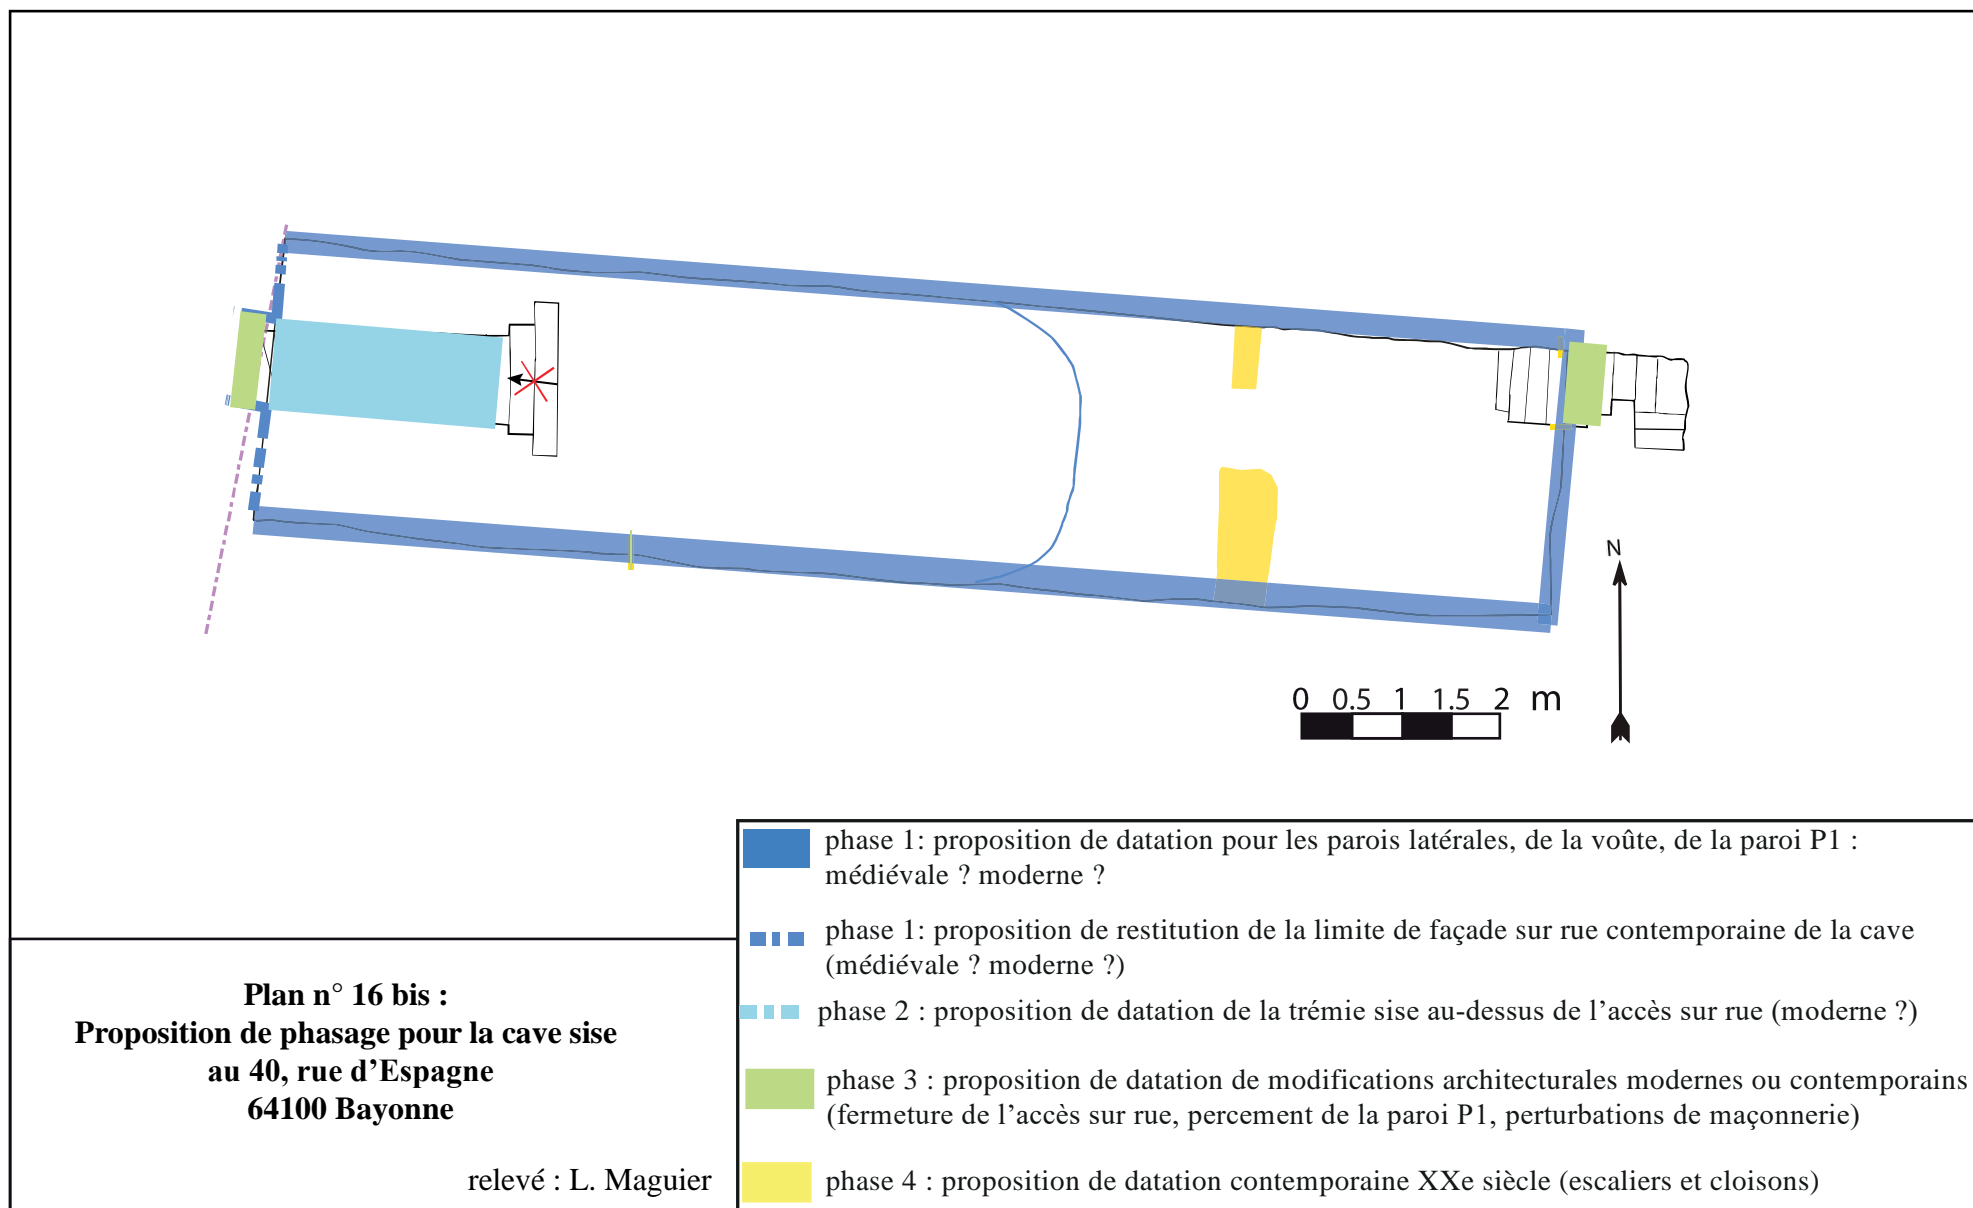 N
0 0.5 1 1.5 2 m
phase 1: proposition de datation pour les parois latérales, de la voûte, de la paroi P1 :
médiévale ? moderne ?
phase 1: proposition de restitution de la limite de façade sur rue contemporaine de la cave
(médiévale ? moderne ?)
phase 2 : proposition de datation de la trémie sise au-dessus de l’accès sur rue (moderne ?)
phase 3 : proposition de datation de modifications architecturales modernes ou contemporains
(fermeture de l’accès sur rue, percement de la paroi P1, perturbations de maçonnerie)
phase 4 : proposition de datation contemporaine XXe siècle (escaliers et cloisons)
Plan n° 16 bis :
Proposition de phasage pour la cave sise
au 40, rue d’Espagne
64100 Bayonne
relevé : L. Maguier